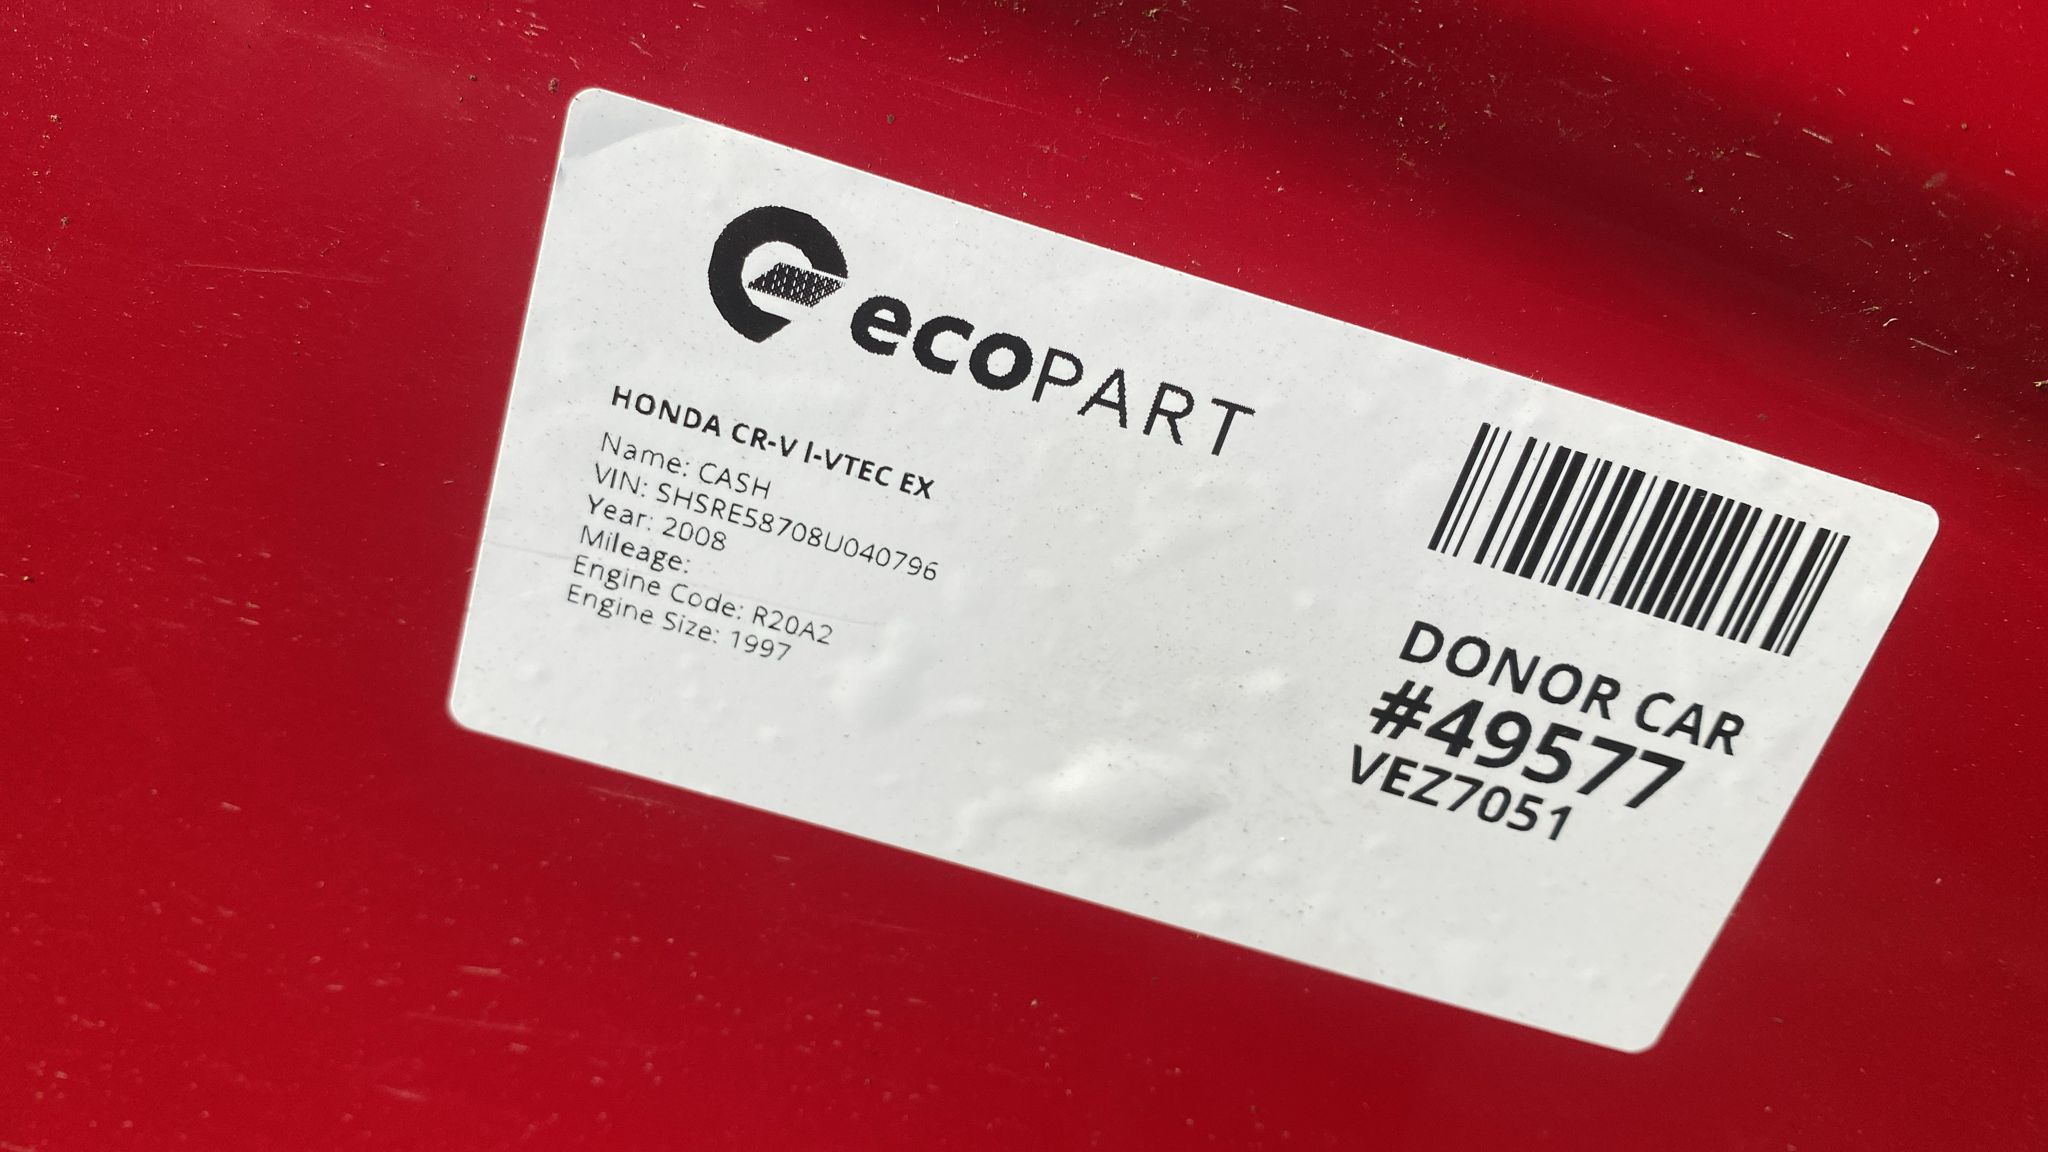 ecoPART
HONDA CR-V I-VTEC EX
Name: CASH
VIN: SHSRE58708U040796
Year: 2008
Mileage:
Engine Code: R20A2
Engine Size: 1997
DONOR CAR
#49577
VEZ7051